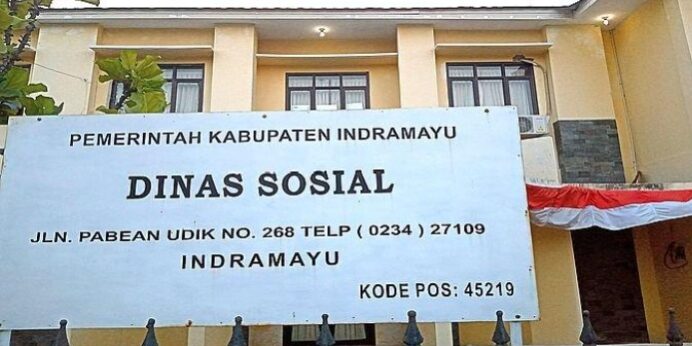 PEMERINTAH KABUPATEN INDRAMAYU
DINAS SOSIAL
JLN. PABEAN UDIK NO. 268 TELP ( 0234 ) 27109
INDRAMAYU
KODE POS: 45219